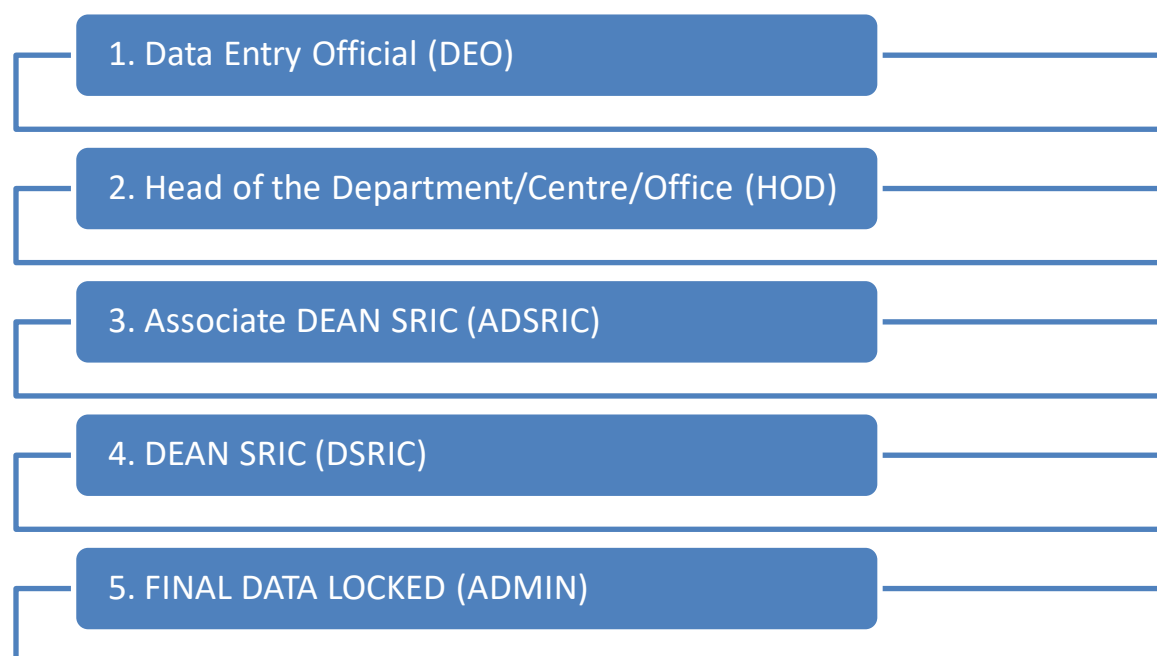 1. Data Entry Official (DEO)
2. Head of the Department/Centre/Office (HOD)
3. Associate DEAN SRIC (ADSRIC)
4. DEAN SRIC (DSRIC)
5. FINAL DATA LOCKED (ADMIN)